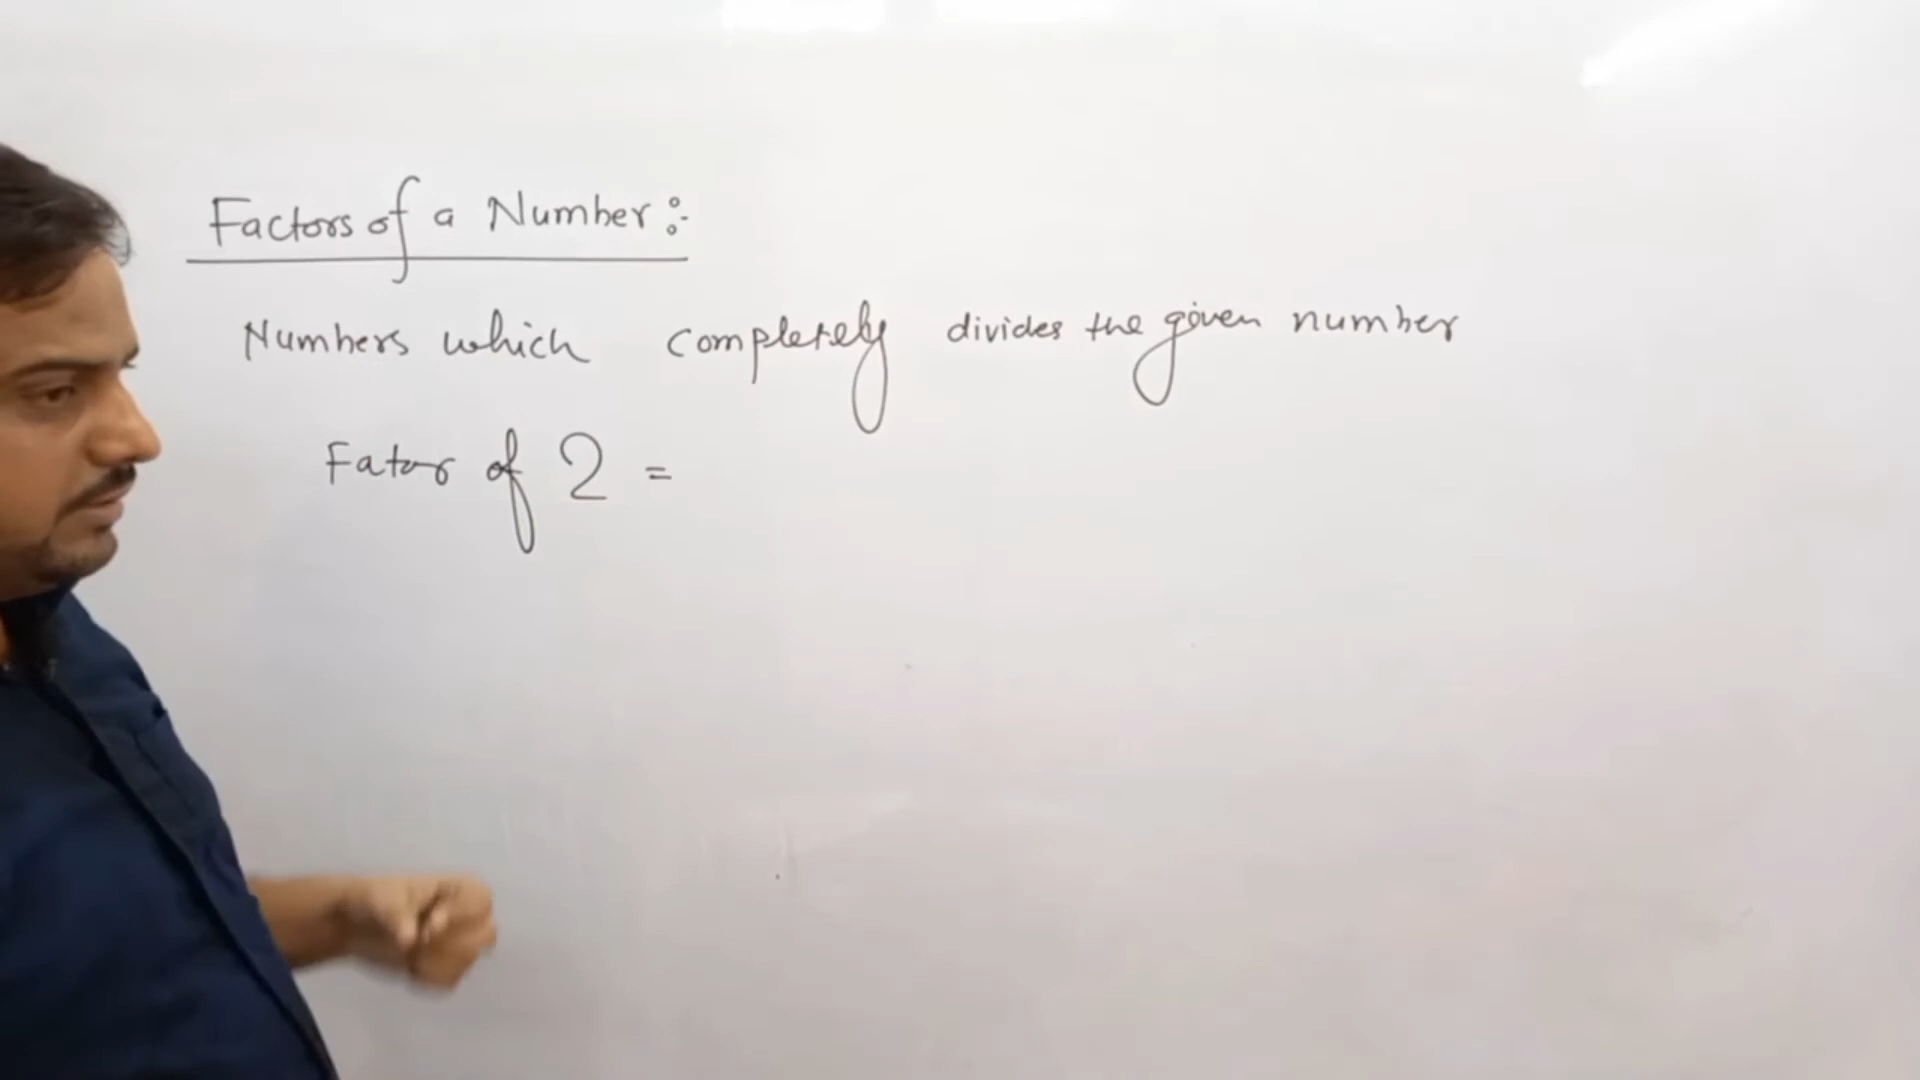 Factors of a Number :-
Numbers which completely divides the given number
Fator of 2 =